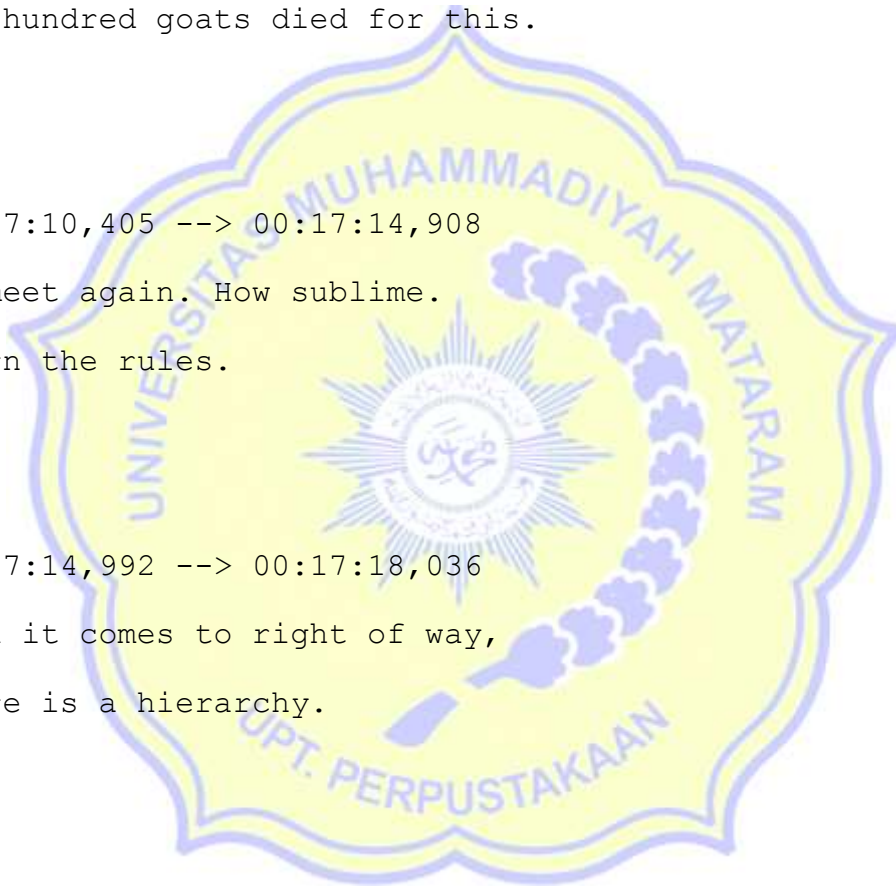 hundred goats died for this.
UNIVERSITAS MUHAMMADIYAH MATARAM
7:10,405 --> 00:17:14,908
again. How sublime.
the rules.
7:14,992 --> 00:17:18,036
it comes to right of way,
is a hierarchy.
UPT. PERPUSTAKAAN